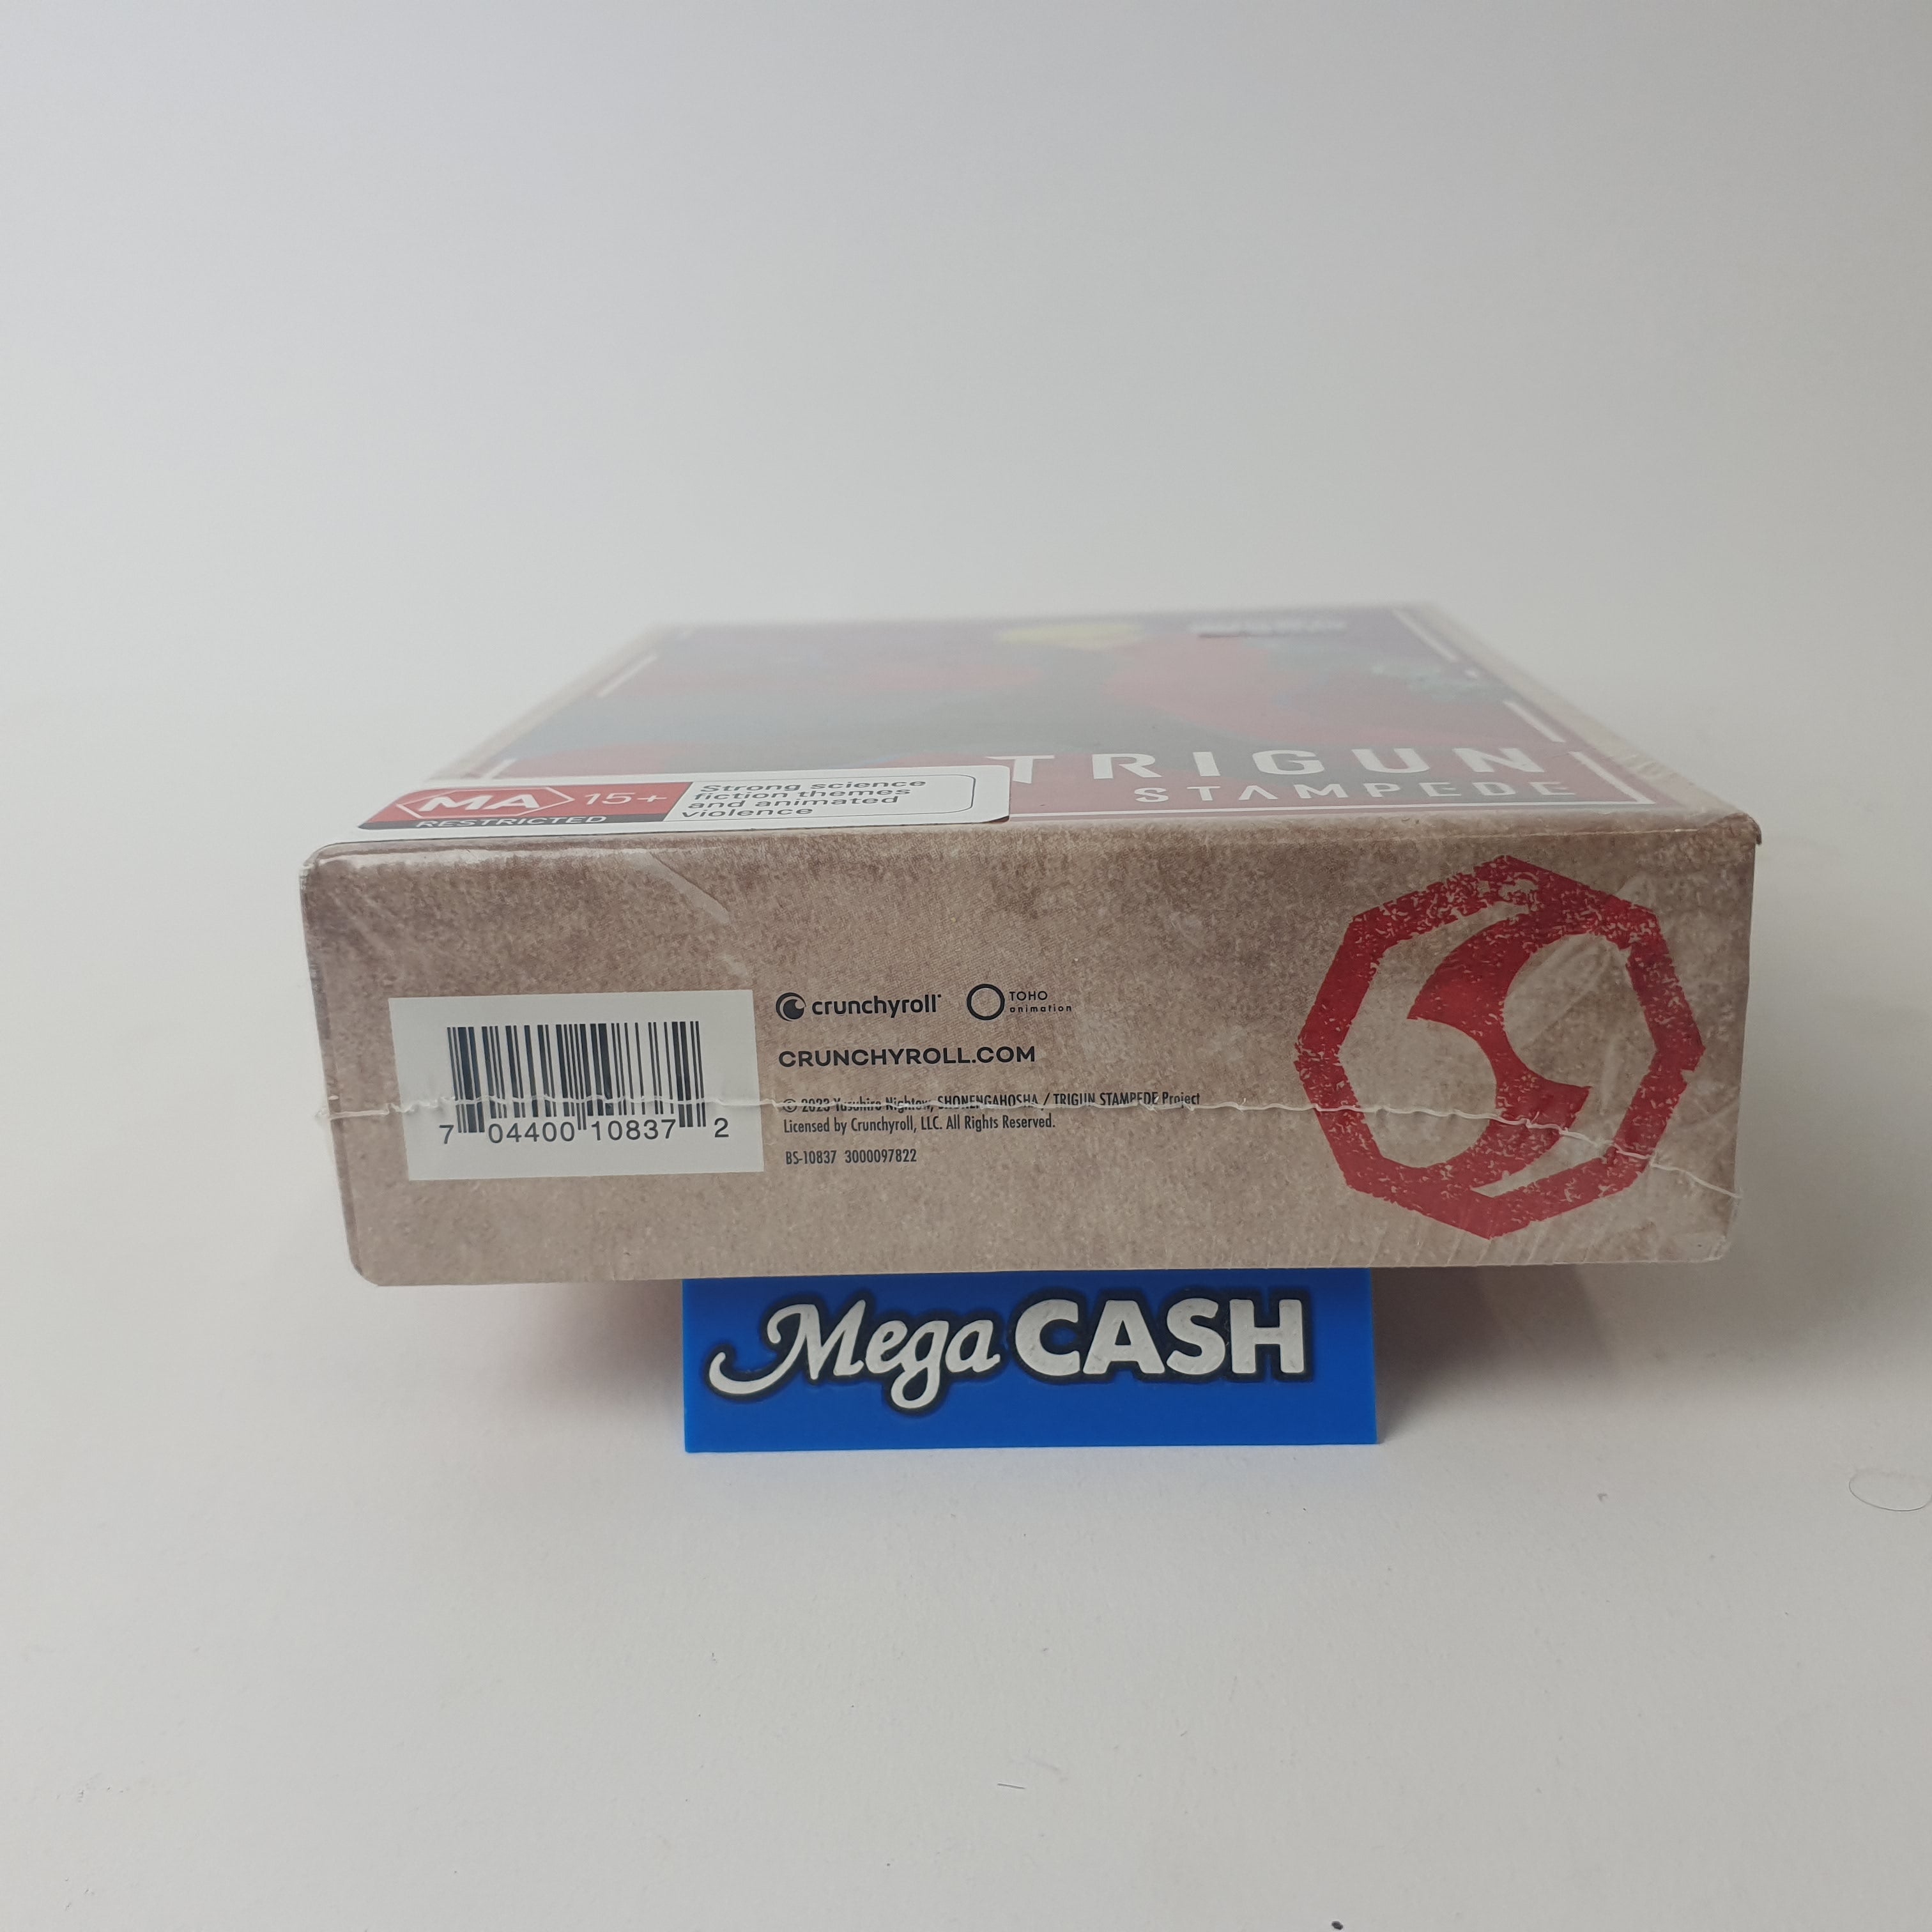 TRIGUN
STAMPEDE
MA 15+
RESTRICTED
Strong science
fiction themes
and animated
violence
crunchyroll
TOHO
animation
CRUNCHYROLL.COM
© 2023 Yasuhiro Nightow, SHONENGAHOSHA / TRIGUN STAMPEDE Project
Licensed by Crunchyroll, LLC. All Rights Reserved.
BS-10837 3000097822
7 04400 10837 2
Mega CASH